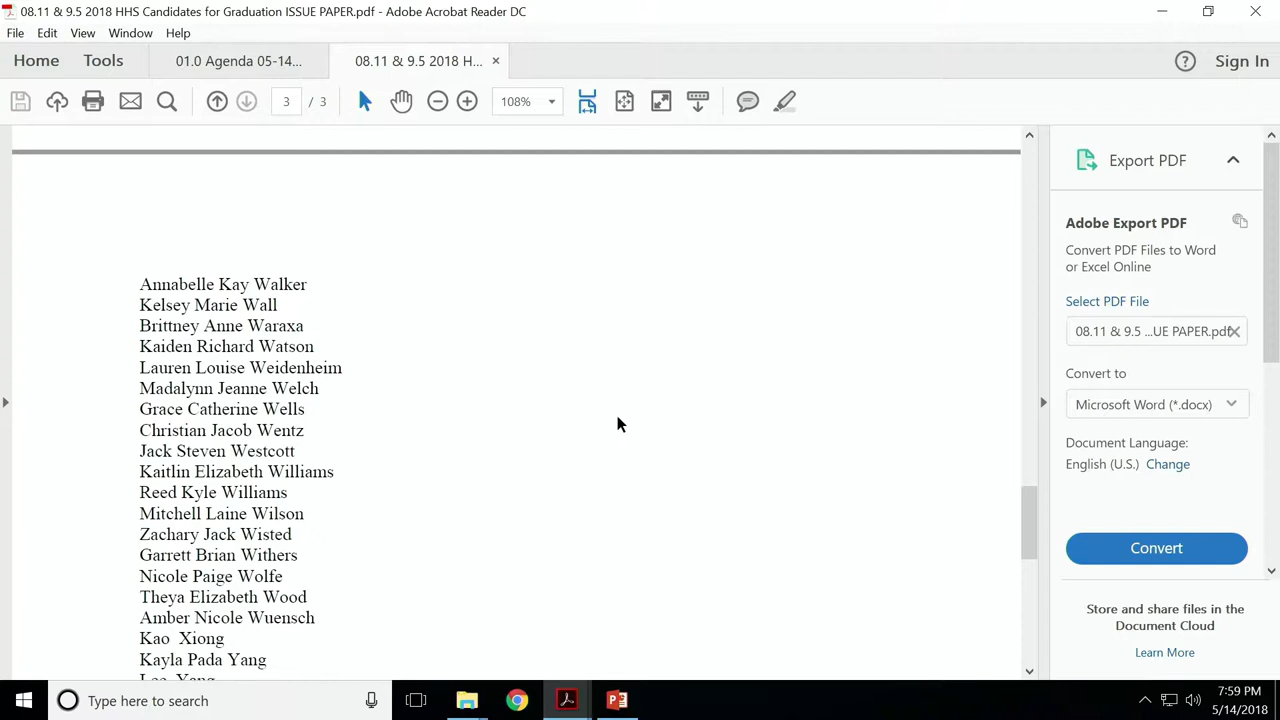 08.11 & 9.5 2018 HHS Candidates for Graduation ISSUE PAPER.pdf - Adobe Acrobat Reader DC
File Edit View Window Help
Home Tools 01.0 Agenda 05-14... 08.11 & 9.5 2018 H... × Sign In
3 / 3 108%
Annabelle Kay Walker
Kelsey Marie Wall
Brittney Anne Waraxa
Kaiden Richard Watson
Lauren Louise Weidenheim
Madalynn Jeanne Welch
Grace Catherine Wells
Christian Jacob Wentz
Jack Steven Westcott
Kaitlin Elizabeth Williams
Reed Kyle Williams
Mitchell Laine Wilson
Zachary Jack Wisted
Garrett Brian Withers
Nicole Paige Wolfe
Theya Elizabeth Wood
Amber Nicole Wuensch
Kao Xiong
Kayla Pada Yang
Export PDF
Adobe Export PDF
Convert PDF Files to Word
or Excel Online
Select PDF File
08.11 & 9.5 ...UE PAPER.pdf
Convert to
Microsoft Word (*.docx)
Document Language:
English (U.S.) Change
Convert
Store and share files in the
Document Cloud
Learn More
Type here to search
7:59 PM
5/14/2018